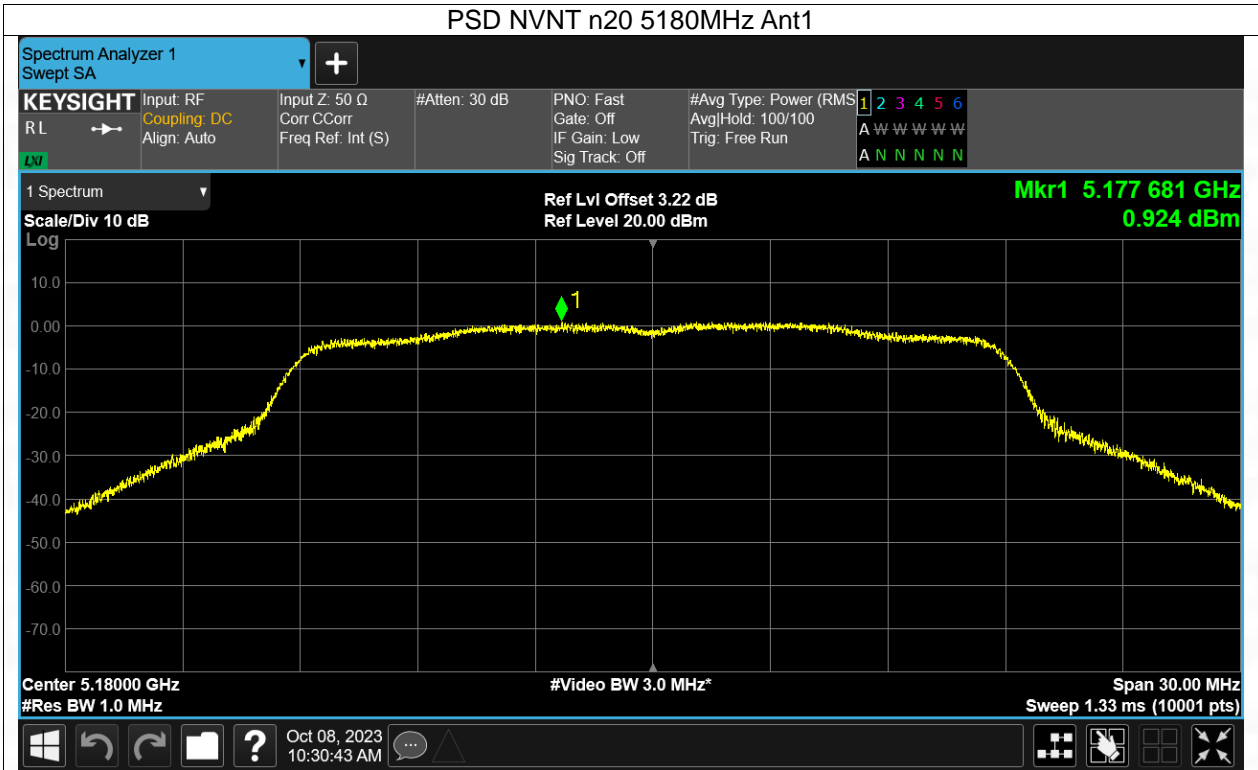 PSD NVNT n20 5180MHz Ant1
Spectrum Analyzer 1
Swept SA
KEYSIGHT
R L
LXI
Input: RF
Coupling: DC
Align: Auto
Input Z: 50 Ω
Corr CCorr
Freq Ref: Int (S)
#Atten: 30 dB
PNO: Fast
Gate: Off
IF Gain: Low
Sig Track: Off
#Avg Type: Power (RMS
Avg|Hold: 100/100
Trig: Free Run
1 2 3 4 5 6
A W W W W W
A N N N N N
1 Spectrum
Scale/Div 10 dB
Log
Ref Lvl Offset 3.22 dB
Ref Level 20.00 dBm
Mkr1 5.177 681 GHz
0.924 dBm
1
10.0
0.00
-10.0
-20.0
-30.0
-40.0
-50.0
-60.0
-70.0
Center 5.18000 GHz
#Res BW 1.0 MHz
#Video BW 3.0 MHz*
Span 30.00 MHz
Sweep 1.33 ms (10001 pts)
?
Oct 08, 2023
10:30:43 AM